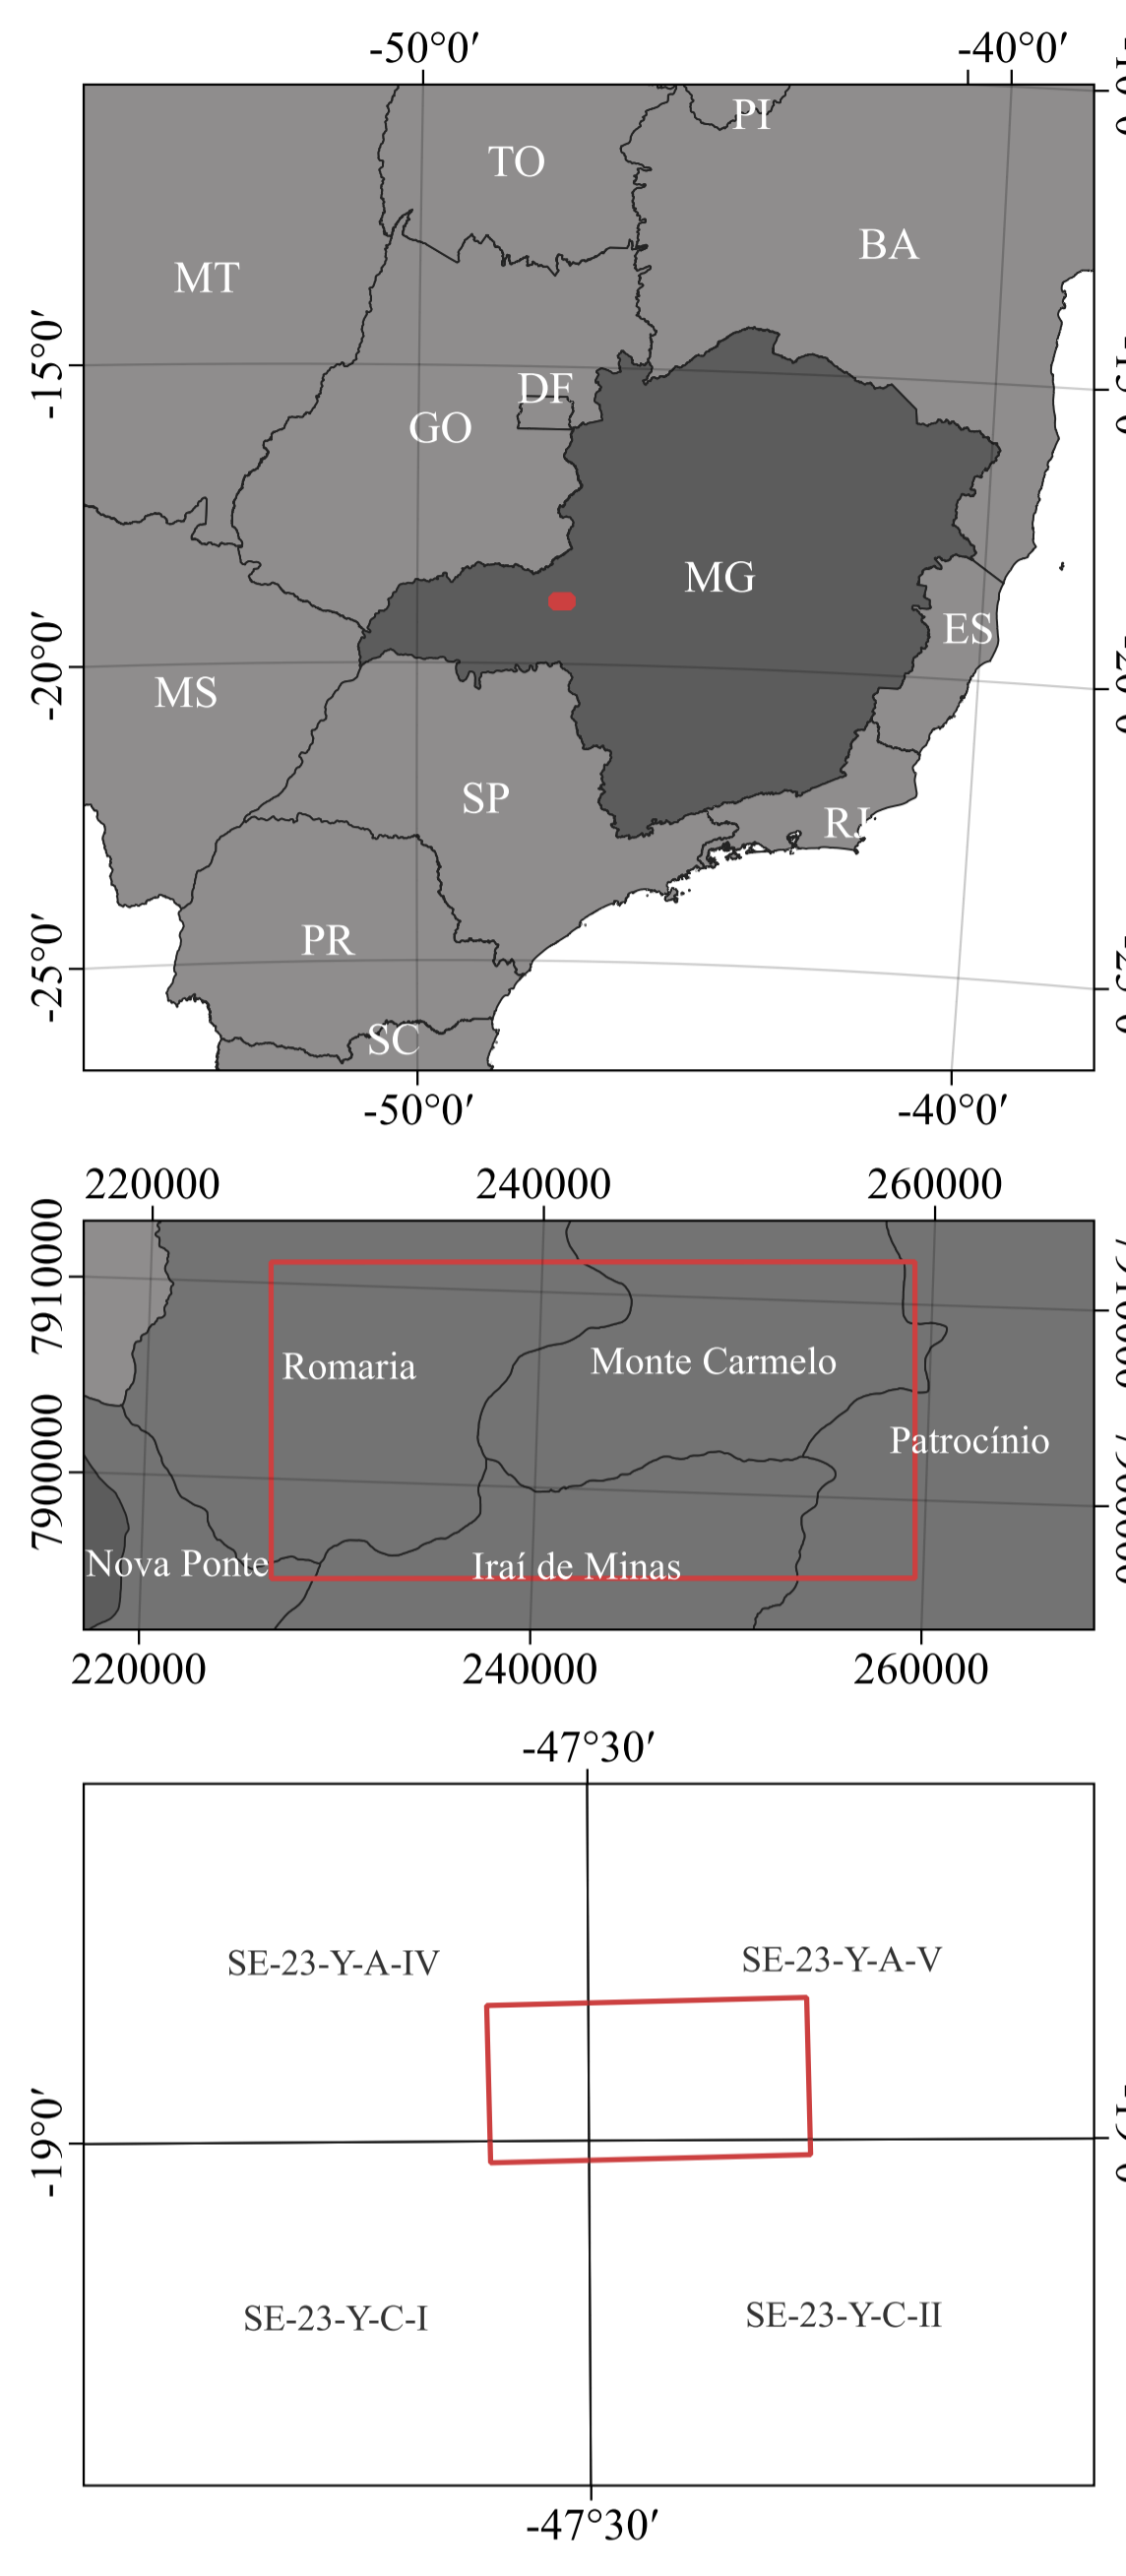 -50°0′ -40°0′
PI
TO
BA
MT
-15°0′
DF
GO
MG
ES
-20°0′
MS
SP
RJ
PR
-25°0′
SC
-50°0′ -40°0′
220000 240000 260000
7910000
Romaria Monte Carmelo
Patrocínio
7900000
Nova Ponte Iraí de Minas
220000 240000 260000
-47°30′
SE-23-Y-A-IV SE-23-Y-A-V
-19°0′
SE-23-Y-C-I SE-23-Y-C-II
-47°30′